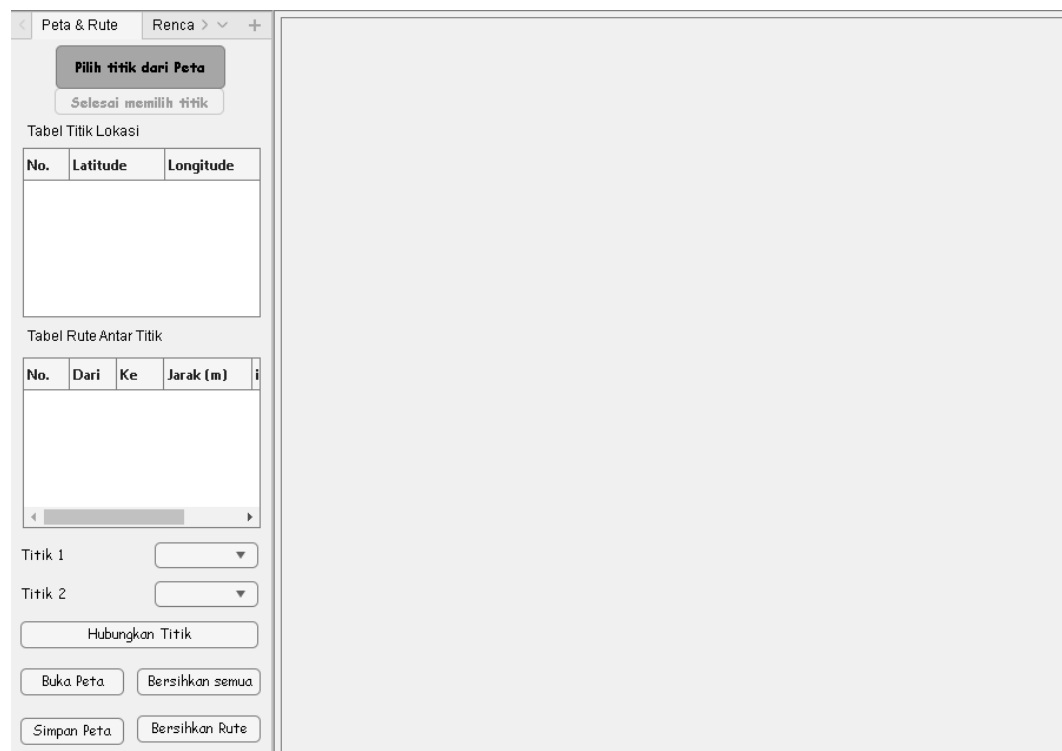 Peta & Rute Renca
Pilih titik dari Peta
Selesai memilih titik
Tabel Titik Lokasi
No. Latitude Longitude
Tabel Rute Antar Titik
No. Dari Ke Jarak (m) i
Titik 1
Titik 2
Hubungkan Titik
Buka Peta Bersihkan semua
Simpan Peta Bersihkan Rute